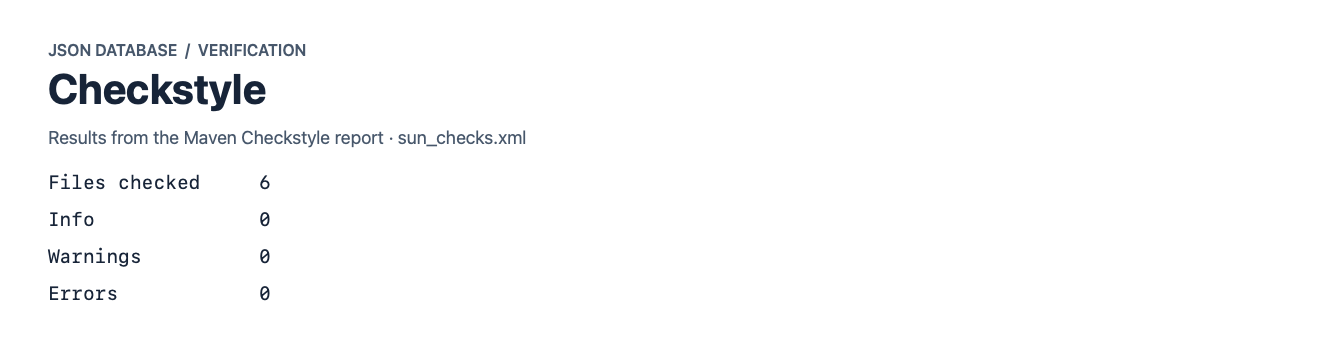 JSON DATABASE / VERIFICATION
Checkstyle
Results from the Maven Checkstyle report · sun_checks.xml
Files checked 6
Info 0
Warnings 0
Errors 0